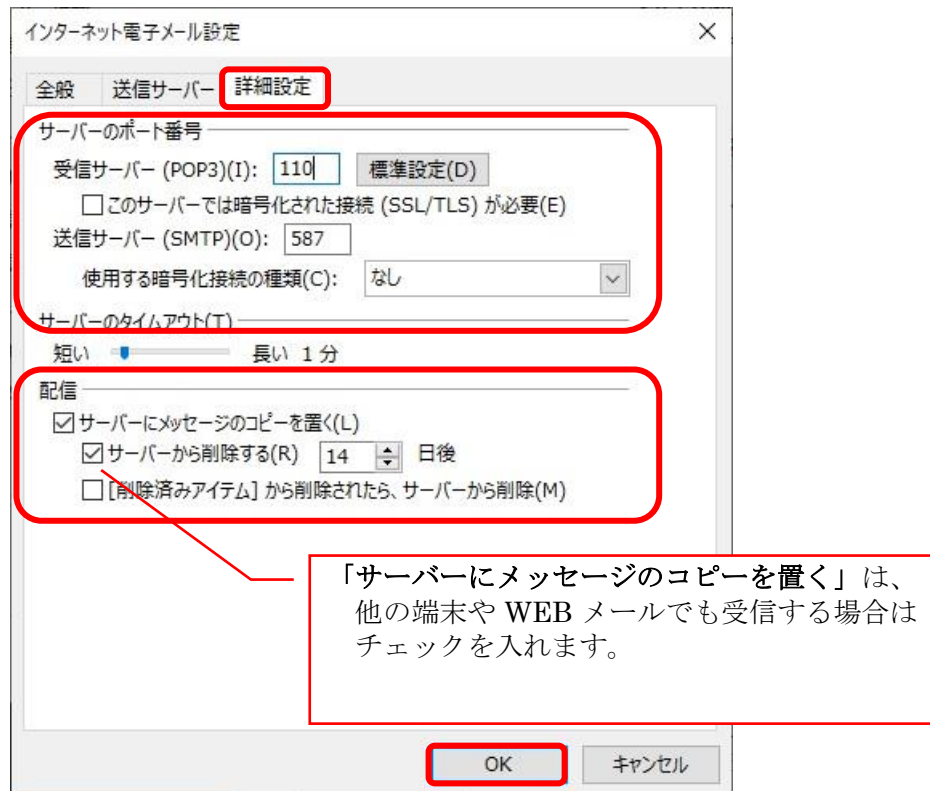 インターネット電子メール設定
全般 送信サーバー 詳細設定
サーバーのポート番号
受信サーバー (POP3)(I): 110 標準設定(D)
このサーバーでは暗号化された接続 (SSL/TLS) が必要(E)
送信サーバー (SMTP)(O): 587
使用する暗号化接続の種類(C): なし
サーバーのタイムアウト(T)
短い 長い 1 分
配信
サーバーにメッセージのコピーを置く(L)
サーバーから削除する(R) 14 日後
[削除済みアイテム] から削除されたら、サーバーから削除(M)
「サーバーにメッセージのコピーを置く」は、
他の端末や WEB メールでも受信する場合は
チェックを入れます。
OK キャンセル